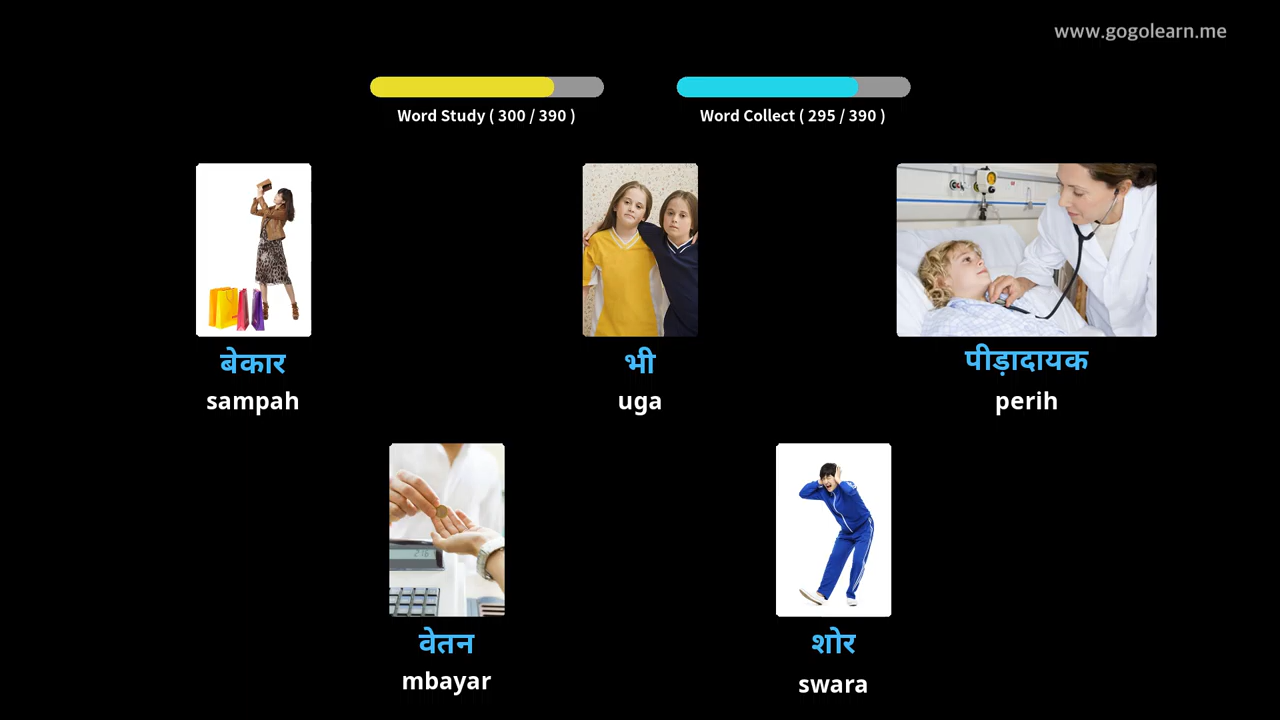 www.gogolearn.me
Word Study ( 300 / 390 )
Word Collect ( 295 / 390 )
बेकार
sampah
भी
uga
पीड़ादायक
perih
वेतन
mbayar
शोर
swara